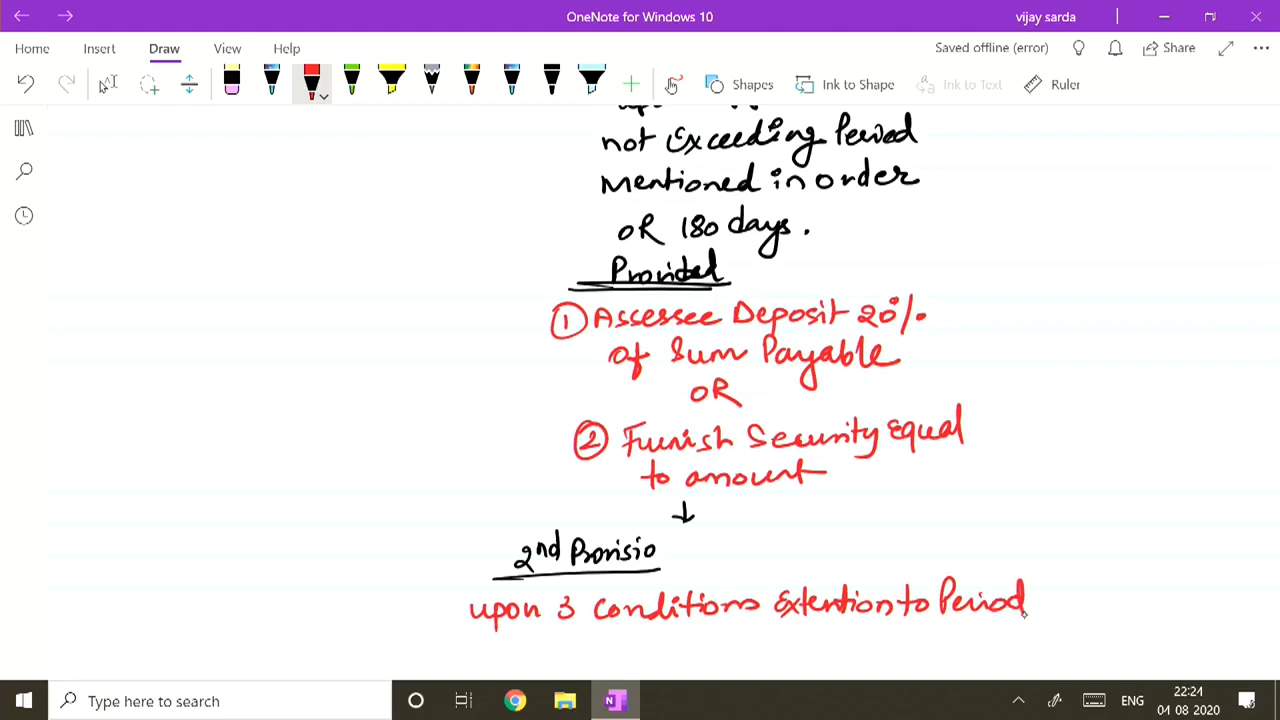 OneNote for Windows 10
vijay sarda
Home Insert Draw View Help
Saved offline (error)
Share
Shapes
Ink to Shape
Ink to Text
Ruler
not Exceeding Period
Mentioned in order
OR 180 days.
Provided
① Assessee Deposit 20%
of Sum Payable
OR
② Furnish Security Equal
to amount
↓
2nd Provisio
upon 3 conditions Extention to Period
Type here to search
ENG
22:24
04-08-2020